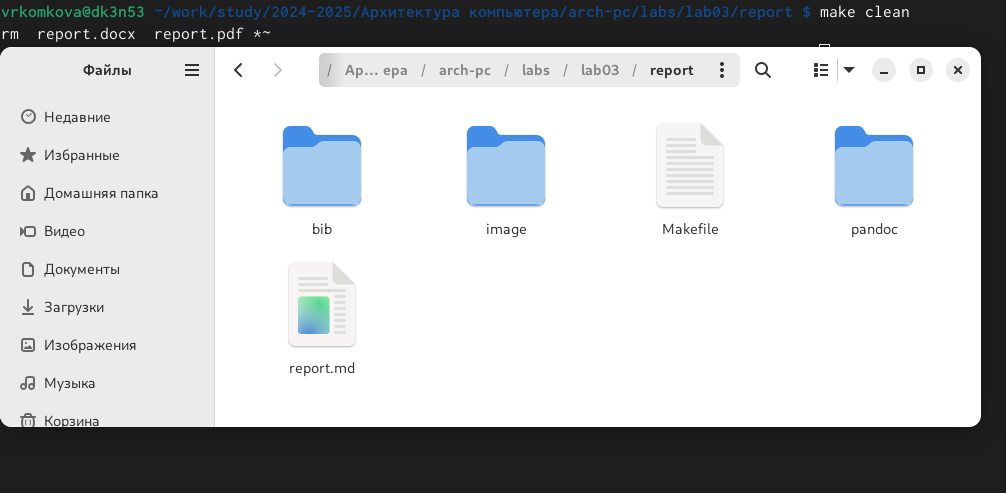 vrkomkova@dk3n53 ~/work/study/2024-2025/Архитектура компьютера/arch-pc/labs/lab03/report $ make clean
rm  report.docx  report.pdf *~
Файлы
/ Ар… ера / arch-pc / labs / lab03 / report
Недавние
Избранные
Домашняя папка
Видео
Документы
Загрузки
Изображения
Музыка
Корзина
bib
image
Makefile
pandoc
report.md